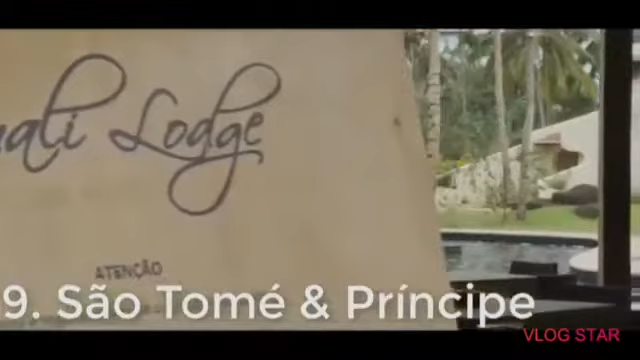 ali Lodge
ATENÇÃO
9. São Tomé & Príncipe
VLOG STAR